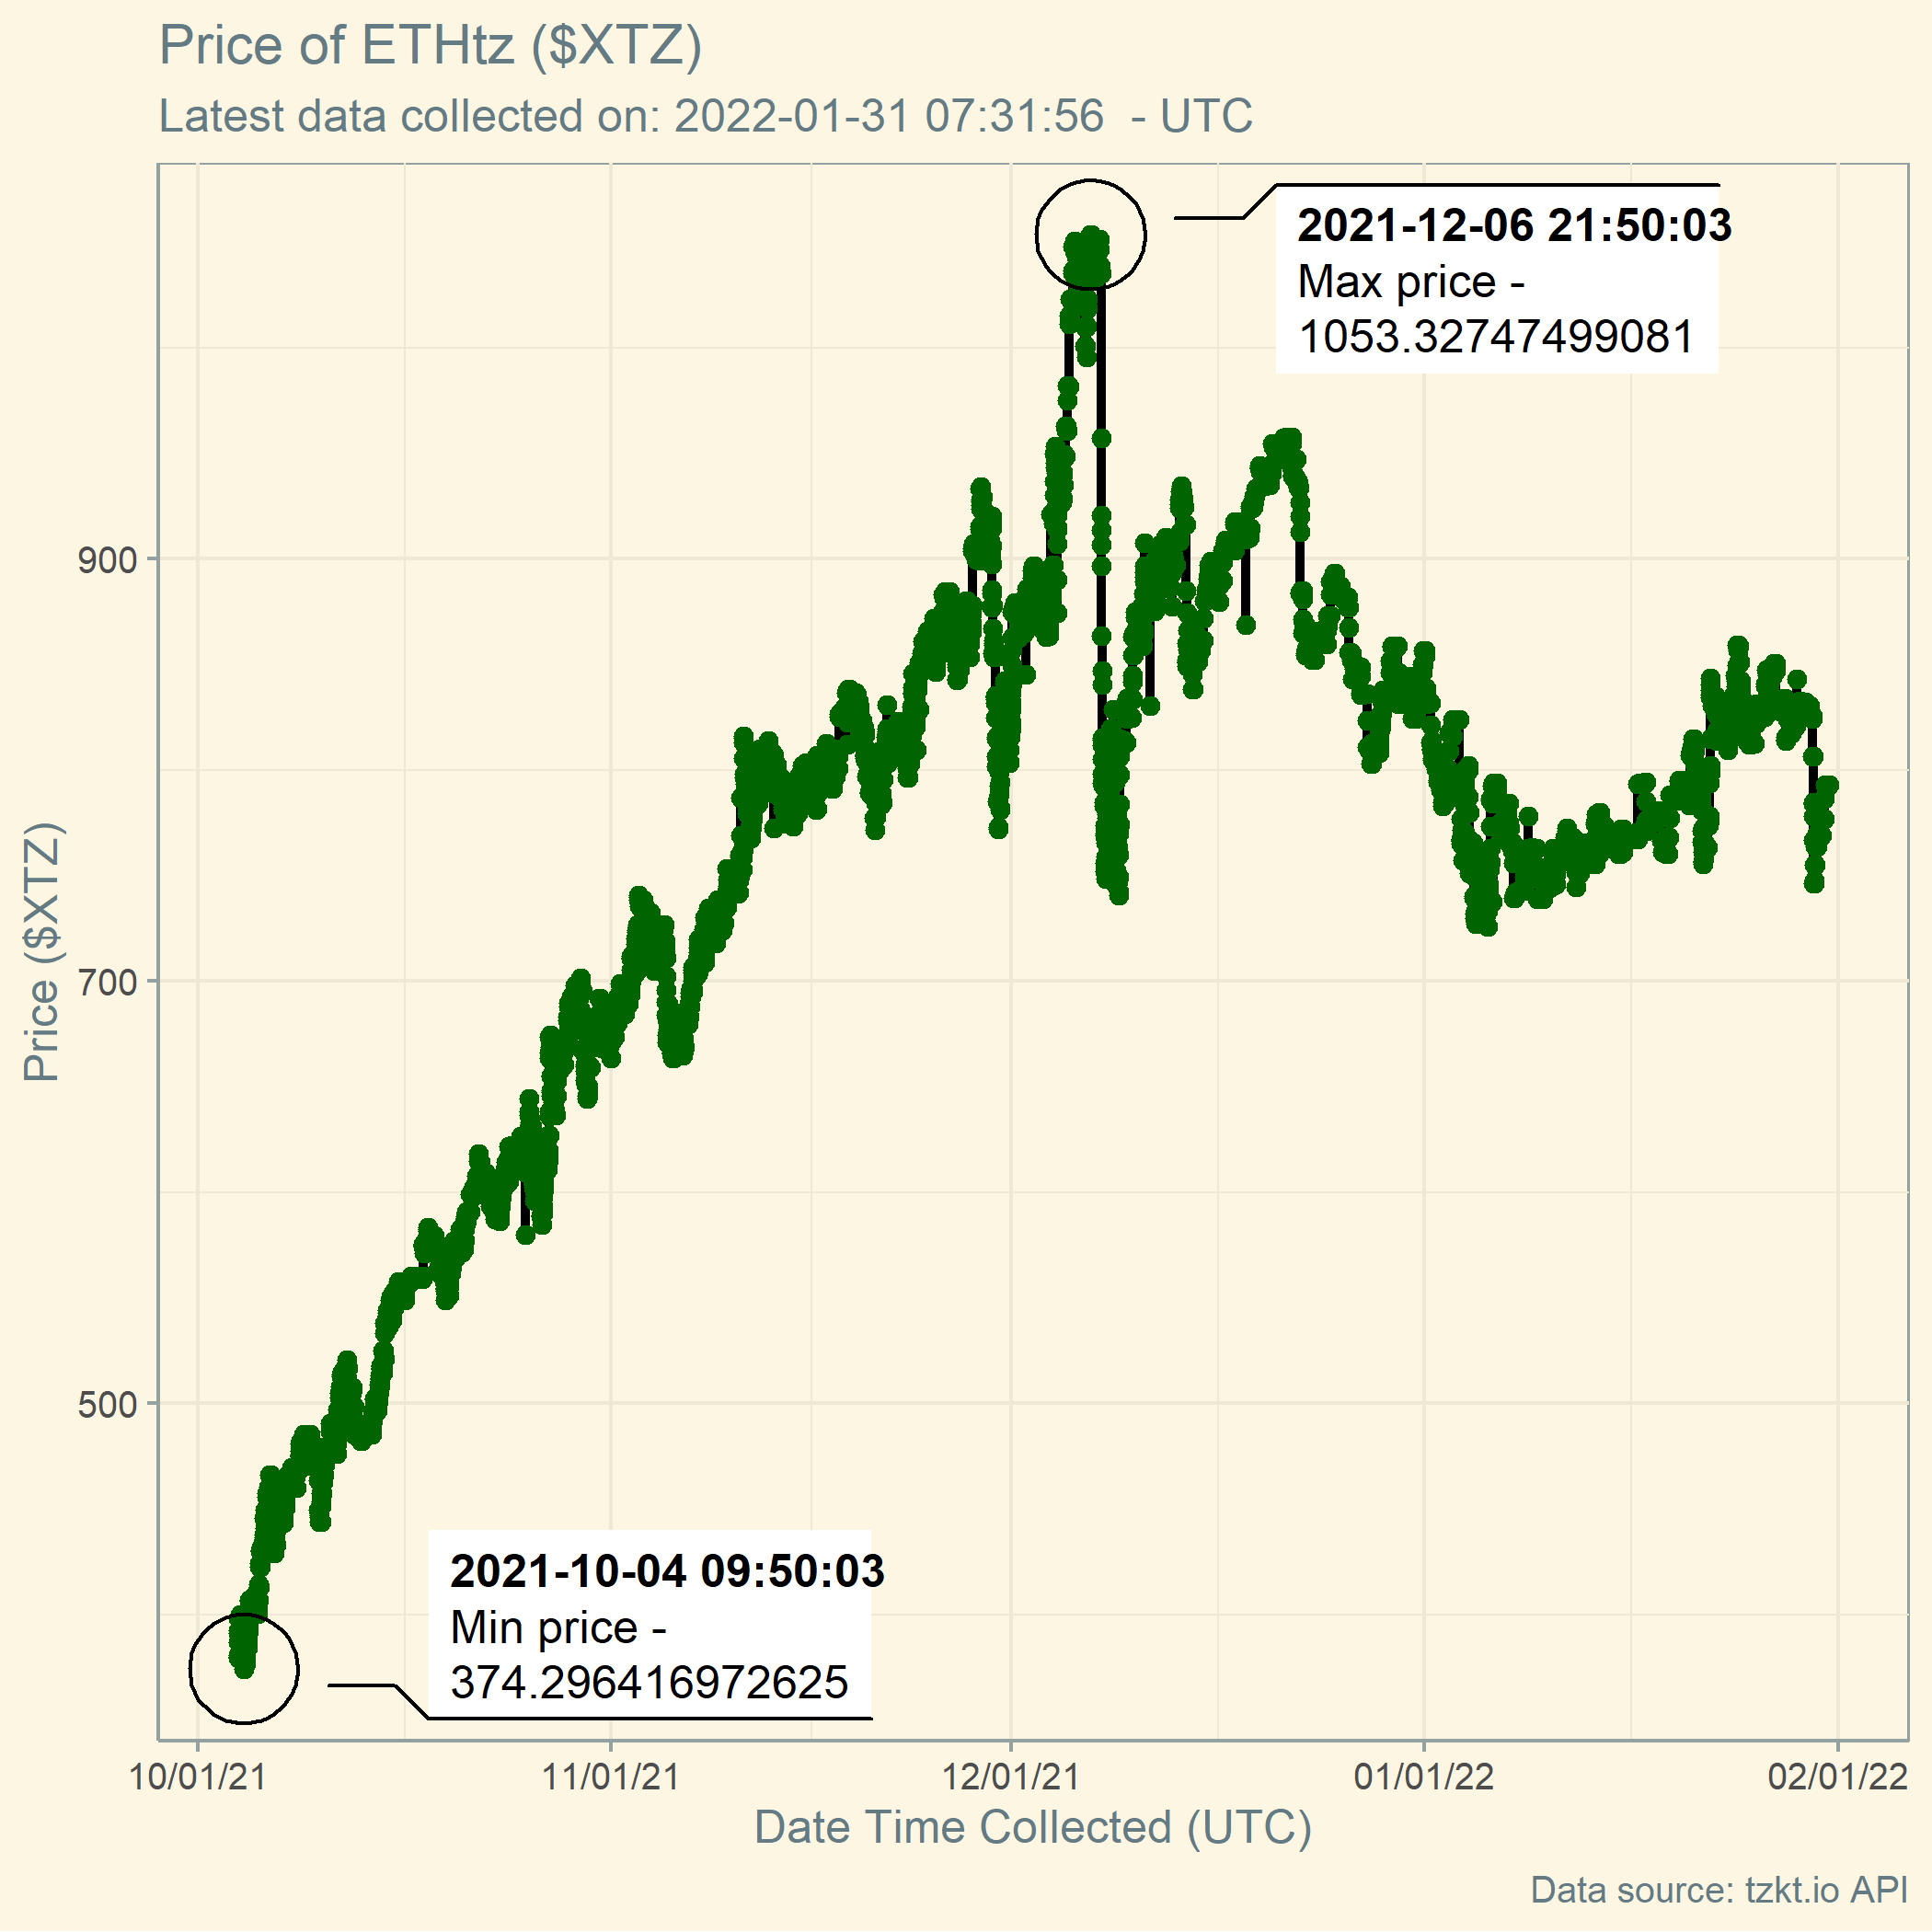 Price of ETHtz ($XTZ)
Latest data collected on: 2022-01-31 07:31:56  - UTC
2021-12-06 21:50:03
Max price -
1053.32747499081
900
700
500
Price ($XTZ)
2021-10-04 09:50:03
Min price -
374.296416972625
10/01/21 11/01/21 12/01/21 01/01/22 02/01/22
Date Time Collected (UTC)
Data source: tzkt.io API